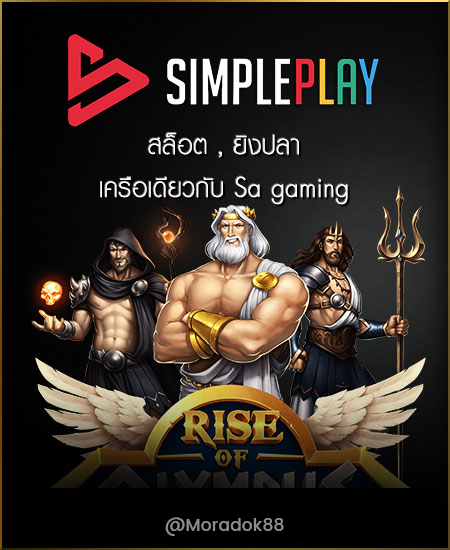 SIMPLEPLAY
สล็อต , ยิงปลา
เครือเดียวกับ Sa gaming
RISE
OF
OLYMPUS
@Moradok88